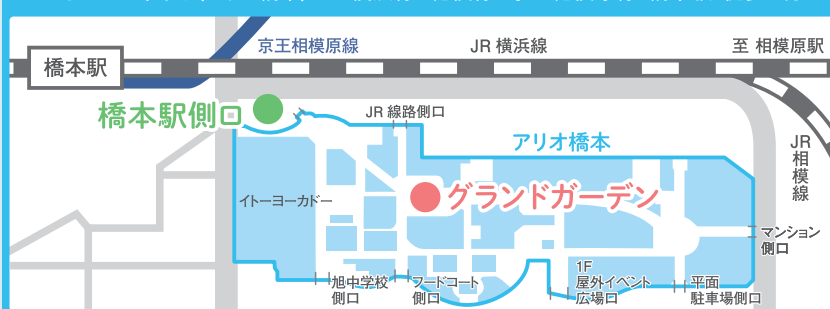 京王相模原線
JR 横浜線
至 相模原駅
橋本駅
橋本駅側口
JR 線路側口
アリオ橋本
JR
相模線
イトーヨーカドー
グランドガーデン
マンション
側口
旭中学校
側口
フードコート
側口
1F
屋外イベント
広場口
平面
駐車場側口